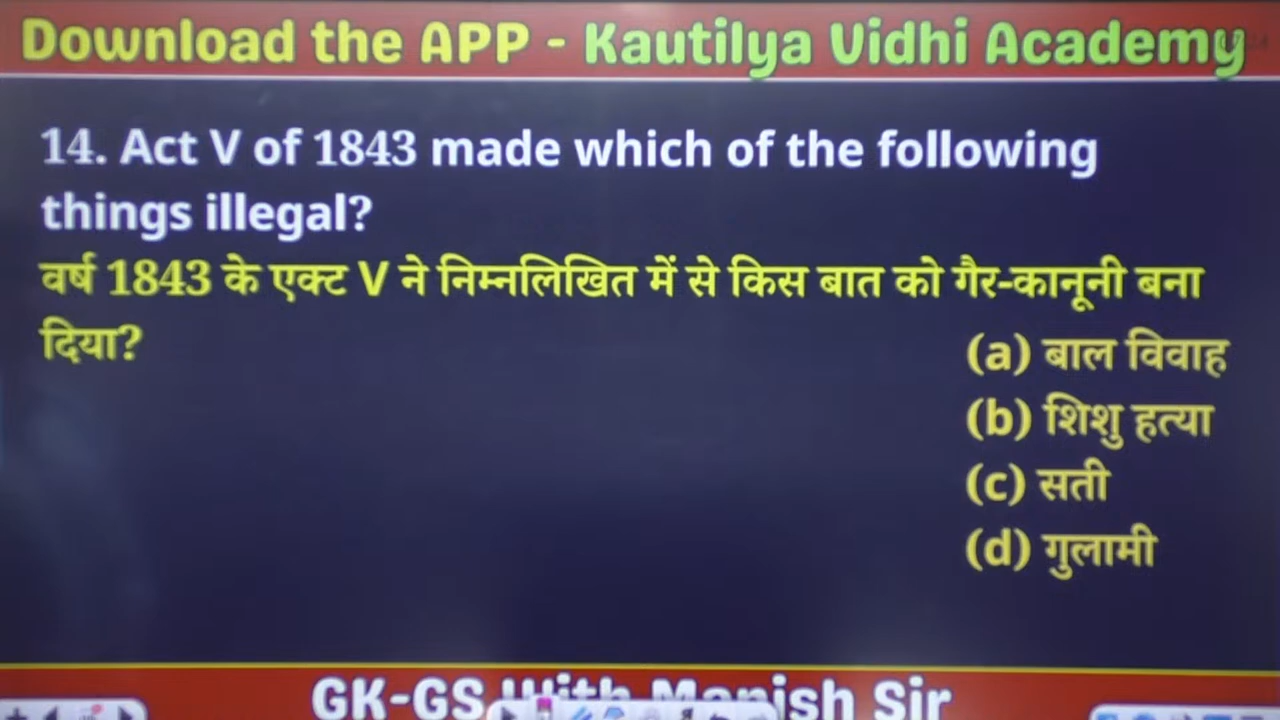 Download the APP - Kautilya Vidhi Academy
14. Act V of 1843 made which of the following
things illegal?
वर्ष 1843 के एक्ट V ने निम्नलिखित में से किस बात को गैर-कानूनी बना
दिया?
(a) बाल विवाह
(b) शिशु हत्या
(c) सती
(d) गुलामी
GK-GS With Manish Sir